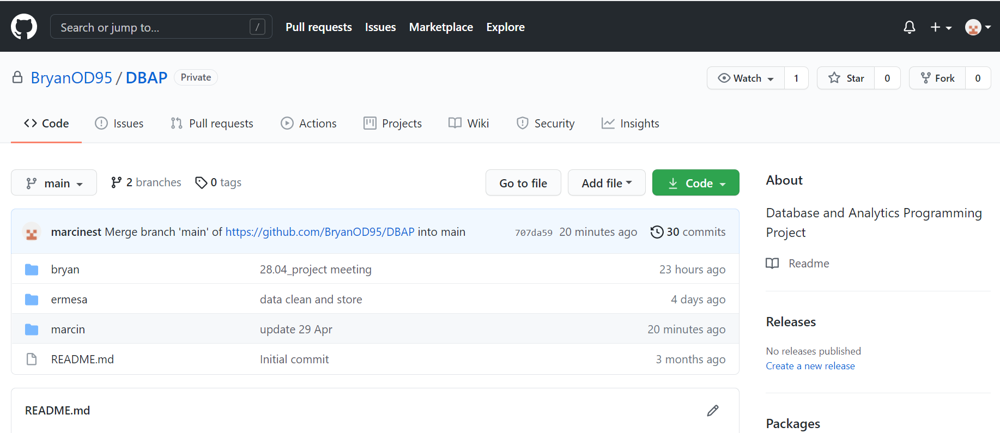 Search or jump to... /
Pull requests Issues Marketplace Explore
BryanOD95 / DBAP Private
Watch 1 Star 0 Fork 0
Code Issues Pull requests Actions Projects Wiki Security Insights
main 2 branches 0 tags
Go to file Add file Code
marcinest Merge branch 'main' of https://github.com/BryanOD95/DBAP into main 707da59 20 minutes ago 30 commits
bryan 28.04_project meeting 23 hours ago
ermesa data clean and store 4 days ago
marcin update 29 Apr 20 minutes ago
README.md Initial commit 3 months ago
README.md
About
Database and Analytics Programming
Project
Readme
Releases
No releases published
Create a new release
Packages